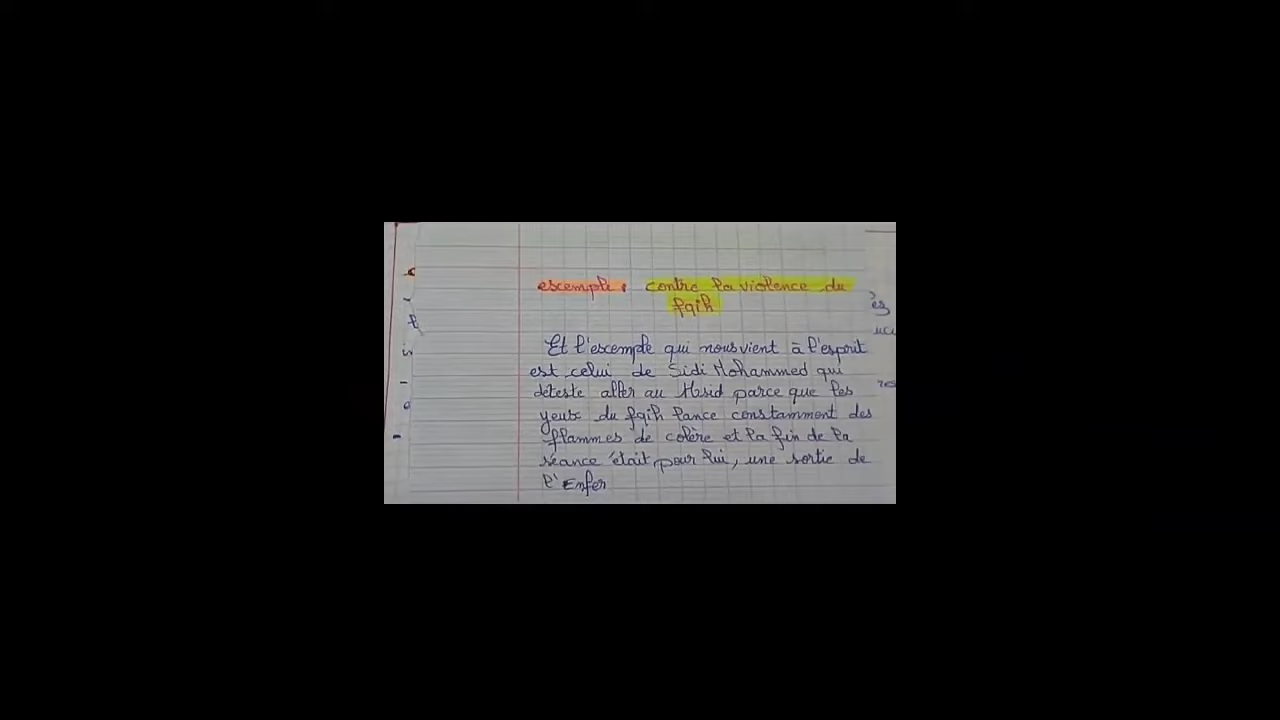 escemple : contre la violence du
fqih
Et l'escemple qui nous vient à l'esprit
est celui de Sidi Mohammed qui
déteste aller au Msid parce que les
yeux du fqih lance constamment des
flammes de colère et la fin de la
séance était pour lui, une sortie de
l'Enfer